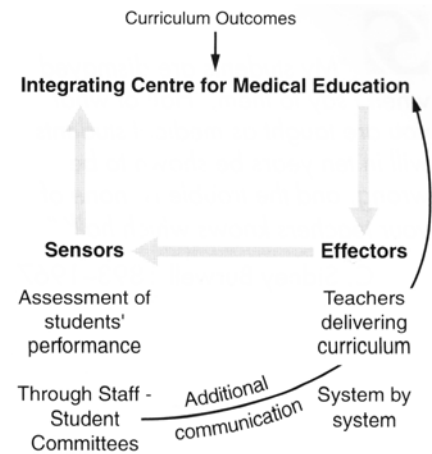 Curriculum Outcomes
Integrating Centre for Medical Education
Sensors
Effectors
Assessment of
students'
performance
Teachers
delivering
curriculum
Through Staff -
Student
Committees
Additional
communication
System by
system